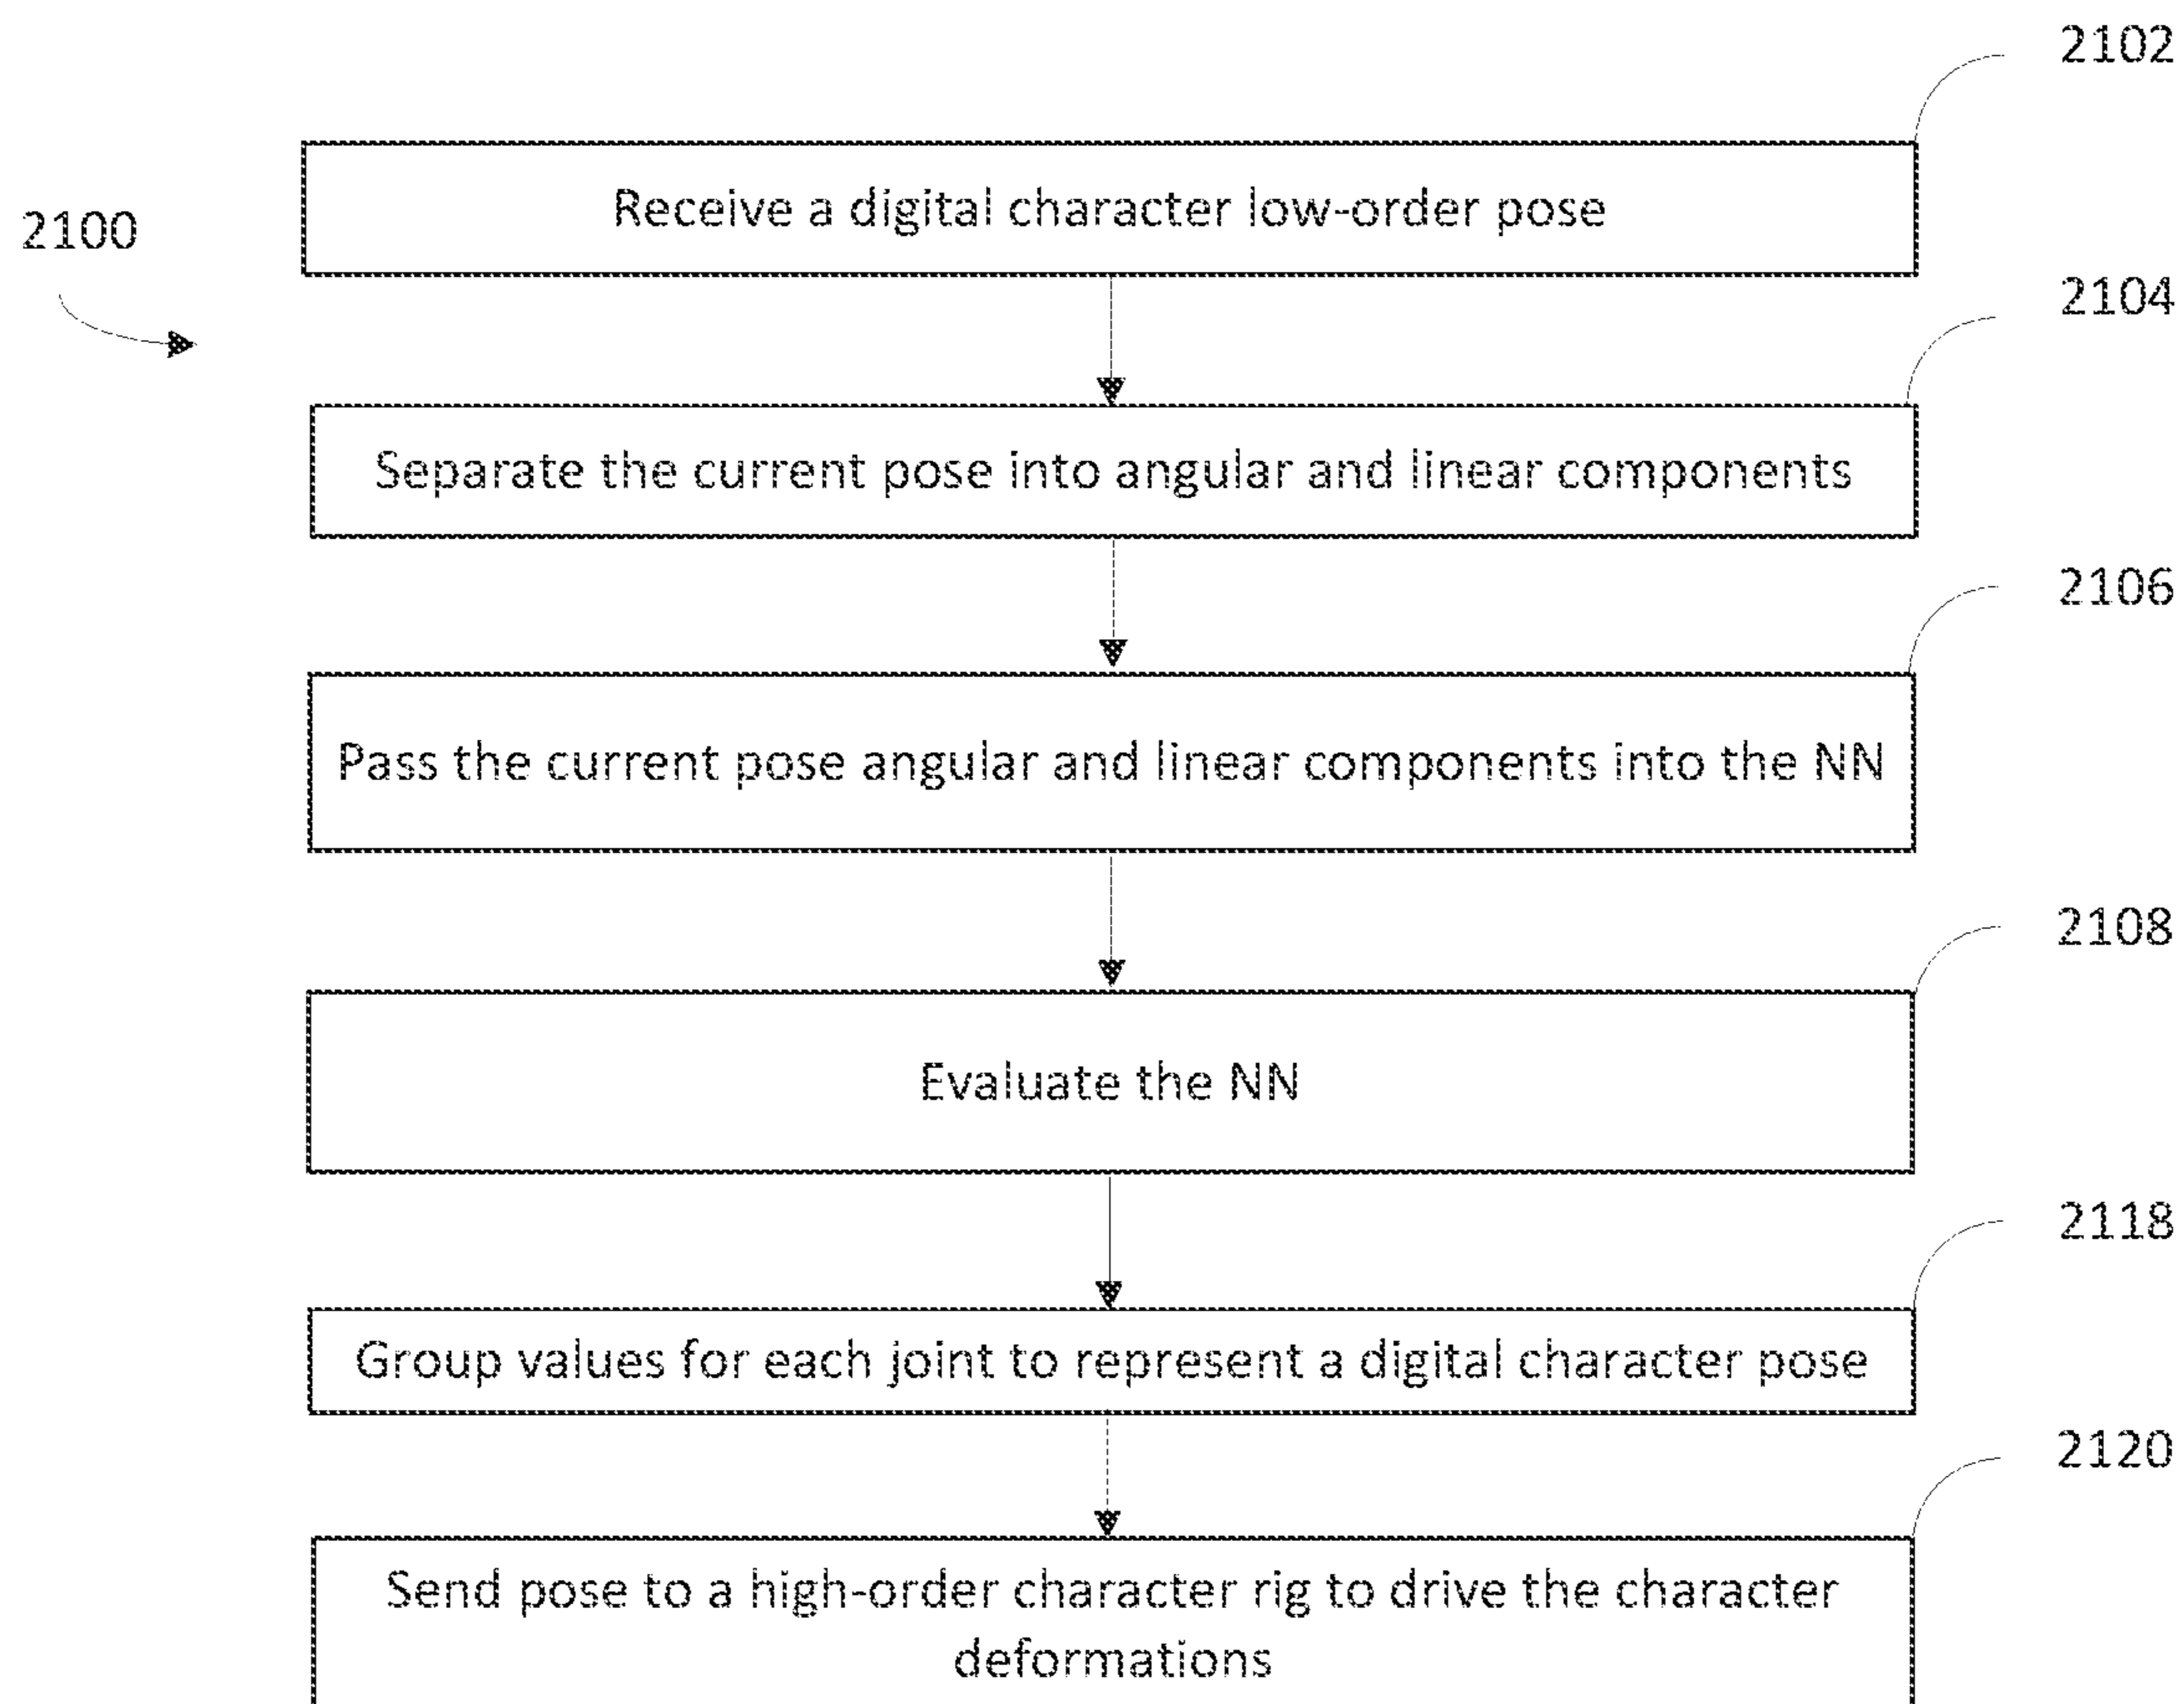 2102
Receive a digital character low-order pose
2100
2104
Separate the current pose into angular and linear components
2106
Pass the current pose angular and linear components into the NN
2108
Evaluate the NN
2118
Group values for each joint to represent a digital character pose
2120
Send pose to a high-order character rig to drive the character
deformations